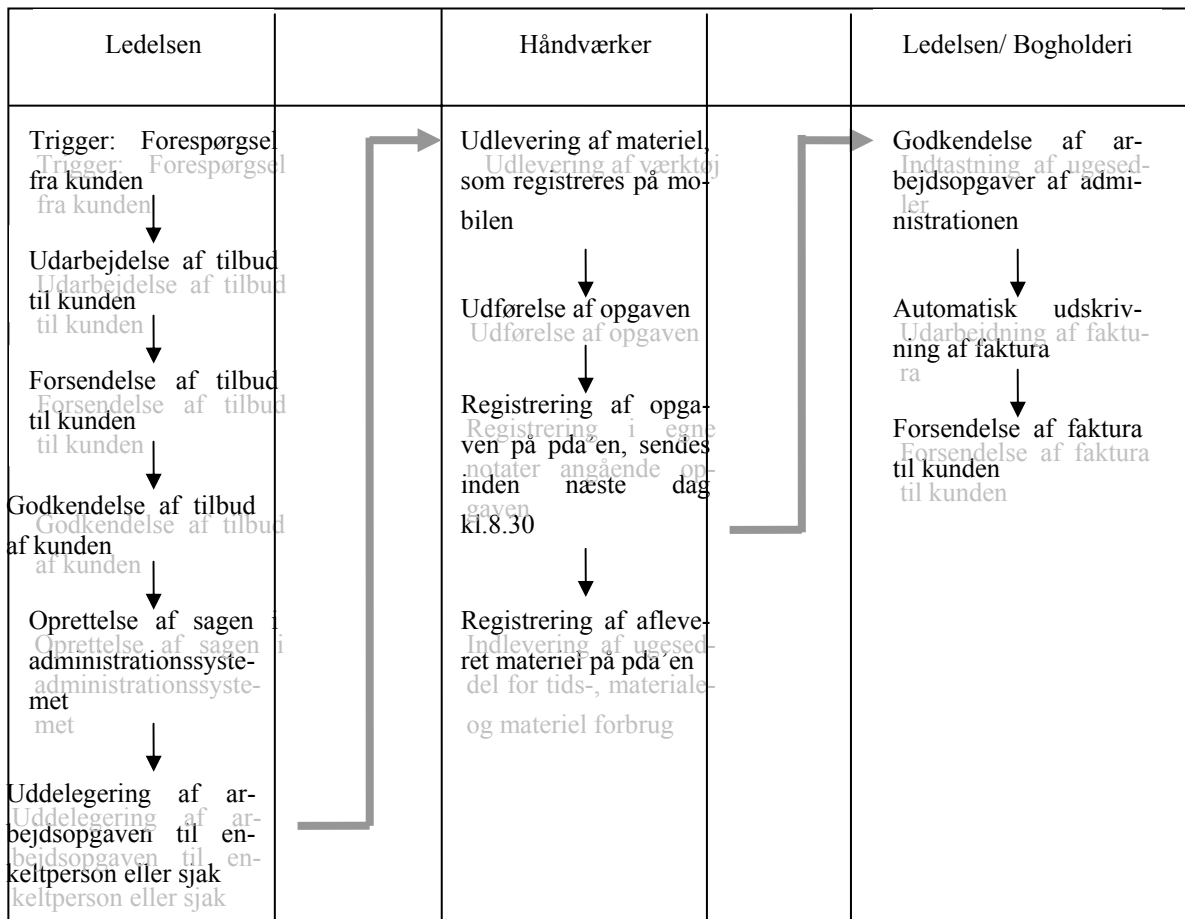 Ledelsen
Håndværker
Ledelsen/ Bogholderi
Trigger: Forespørgsel
fra kunden
Trigger: Forespørgsel
fra kunden
Udarbejdelse af tilbud
til kunden
Udarbejdelse af tilbud
til kunden
Forsendelse af tilbud
til kunden
Forsendelse af tilbud
til kunden
Godkendelse af tilbud
af kunden
Godkendelse af tilbud
af kunden
Oprettelse af sagen i
administrationssyste-
met
Oprettelse af sagen i
administrationssyste-
met
Uddelegering af ar-
bejdsopgaven til en-
keltperson eller sjak
Uddelegering af ar-
bejdsopgaven til en-
keltperson eller sjak
Udlevering af materiel,
som registreres på mo-
bilen
Udlevering af værktøj
Udførelse af opgaven
Udførelse af opgaven
Registrering af opga-
ven på pda´en, sendes
inden næste dag
kl.8.30
Registrering i egne
notater angående op-
gaven
Registrering af afleve-
ret materiel på pda´en
Indlevering af ugesed-
del for tids-, materiale-
og materiel forbrug
Godkendelse af ar-
bejdsopgaver af admi-
nistrationen
Indtastning af ugesed-
ler
Automatisk udskriv-
ning af faktura
Udarbejdning af faktu-
ra
Forsendelse af faktura
til kunden
Forsendelse af faktura
til kunden